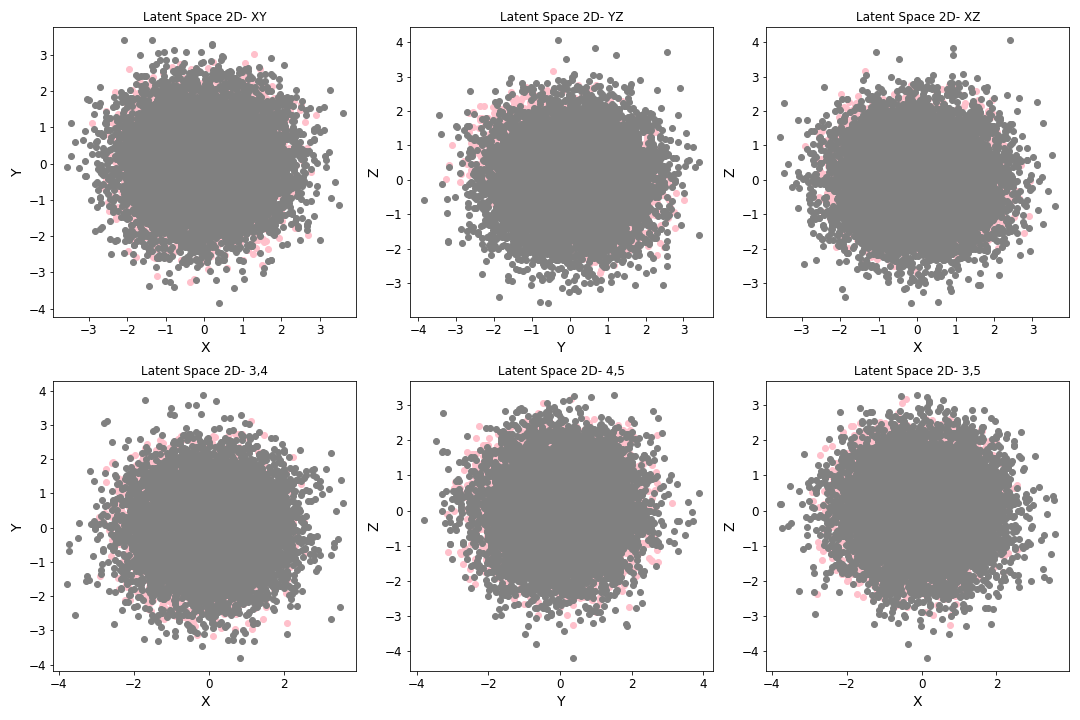 Latent Space 2D- XY
Latent Space 2D- YZ
Latent Space 2D- XZ
3
2
1
0
−1
−2
−3
−4
Y
−3 −2 −1 0 1 2 3
X
4
3
2
1
0
−1
−2
−3
Z
−4 −3 −2 −1 0 1 2 3
Y
4
3
2
1
0
−1
−2
−3
Z
−3 −2 −1 0 1 2 3
X
Latent Space 2D- 3,4
Latent Space 2D- 4,5
Latent Space 2D- 3,5
4
3
2
1
0
−1
−2
−3
−4
Y
−4 −2 0 2
X
3
2
1
0
−1
−2
−3
−4
Z
−4 −2 0 2 4
Y
3
2
1
0
−1
−2
−3
−4
Z
−4 −2 0 2
X